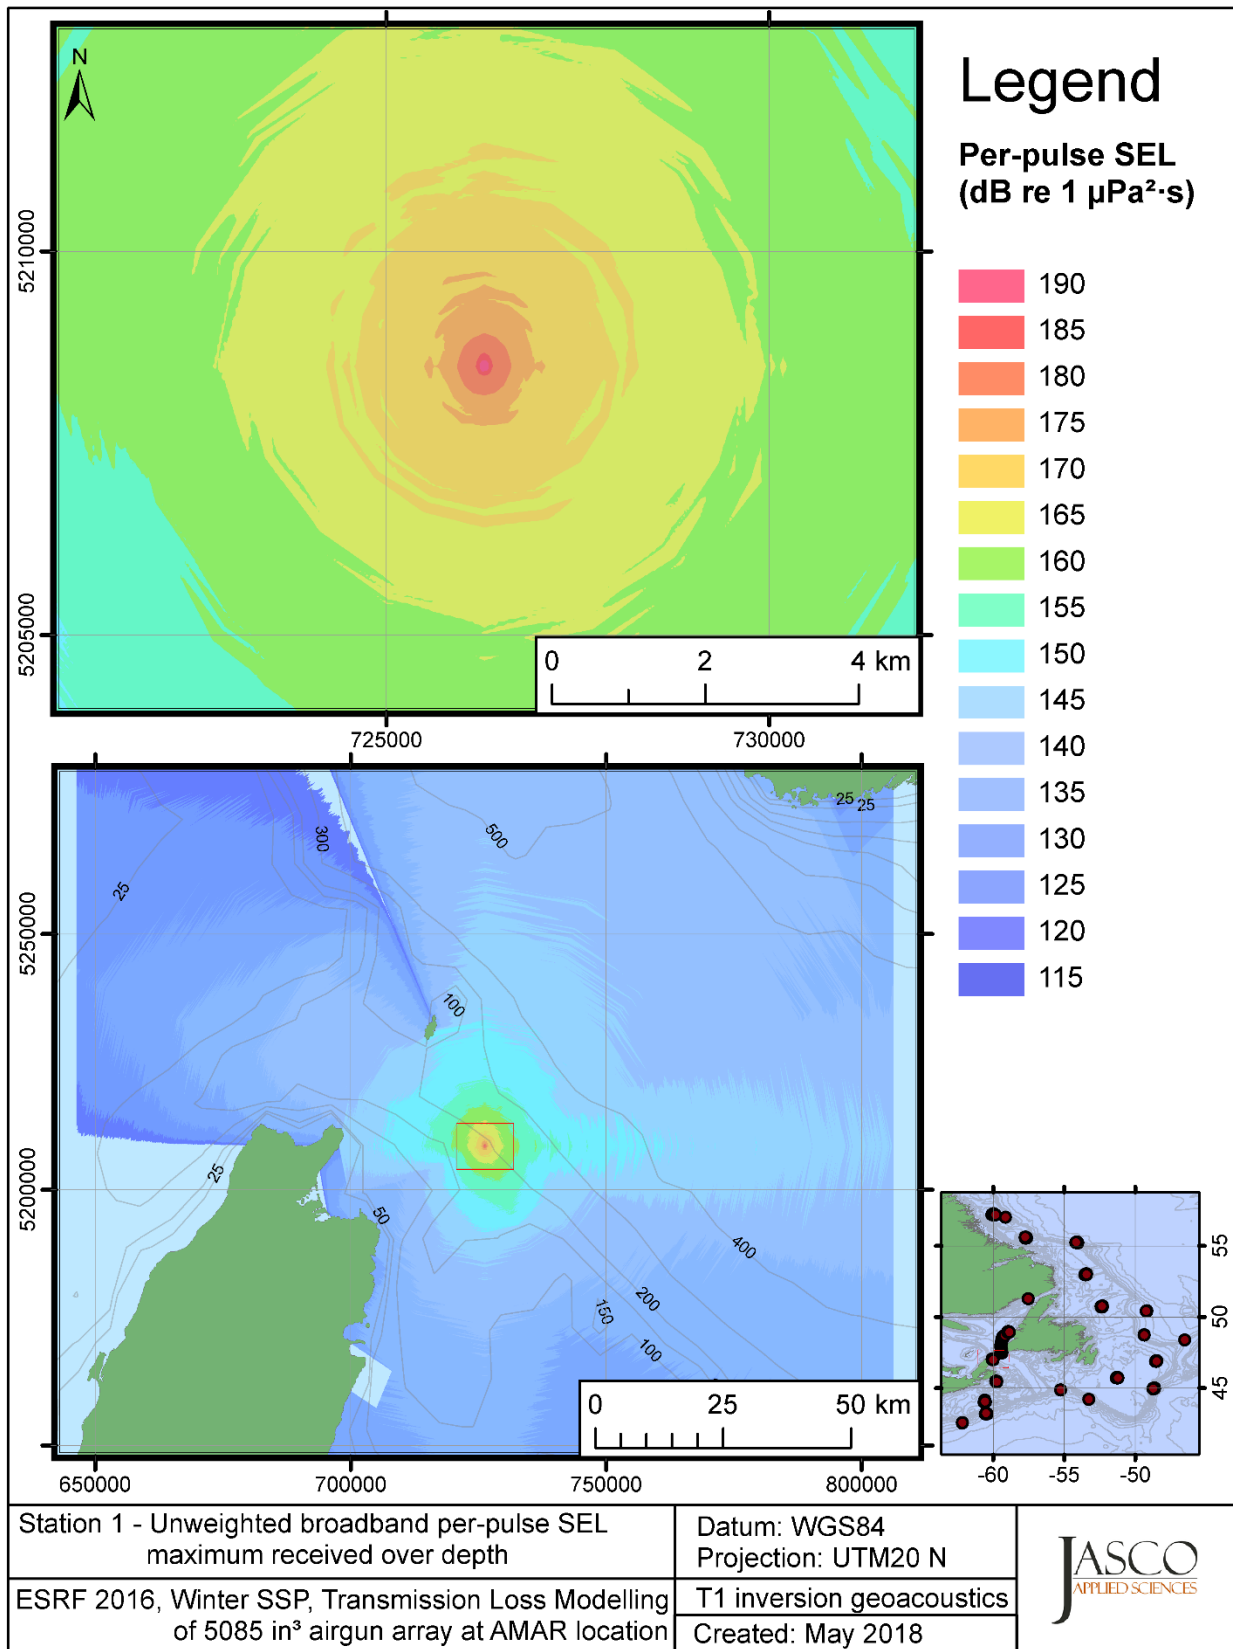 N
5210000
5205000
0 2 4 km
725000 730000
Legend
Per-pulse SEL
(dB re 1 µPa²·s)
190
185
180
175
170
165
160
155
150
145
140
135
130
125
120
115
300
500
25 25
25
100
25
50
400
200
150
100
5250000
5200000
0 25 50 km
650000 700000 750000 800000
55
50
45
-60 -55 -50
Station 1 - Unweighted broadband per-pulse SEL
maximum received over depth
ESRF 2016, Winter SSP, Transmission Loss Modelling
of 5085 in³ airgun array at AMAR location
Datum: WGS84
Projection: UTM20 N
T1 inversion geoacoustics
Created: May 2018
JASCO
APPLIED SCIENCES